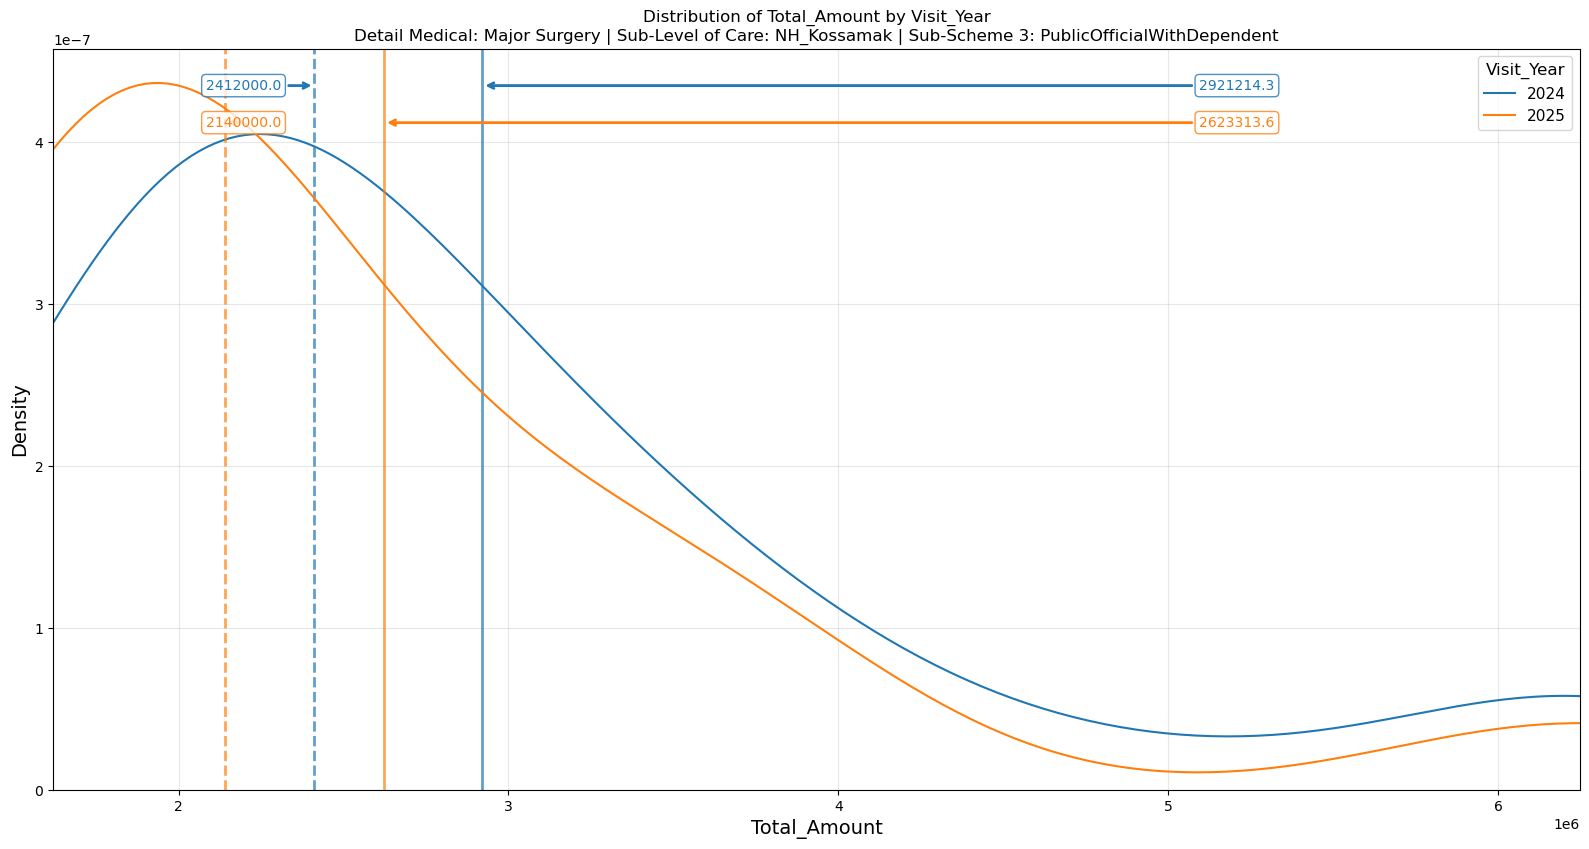 Distribution of Total_Amount by Visit_Year
Detail Medical: Major Surgery | Sub-Level of Care: NH_Kossamak | Sub-Scheme 3: PublicOfficialWithDependent
1e−7
Visit_Year
2024
2025
2412000.0
2921214.3
2140000.0
2623313.6
4
3
2
1
0
Density
2
3
4
5
6
1e6
Total_Amount